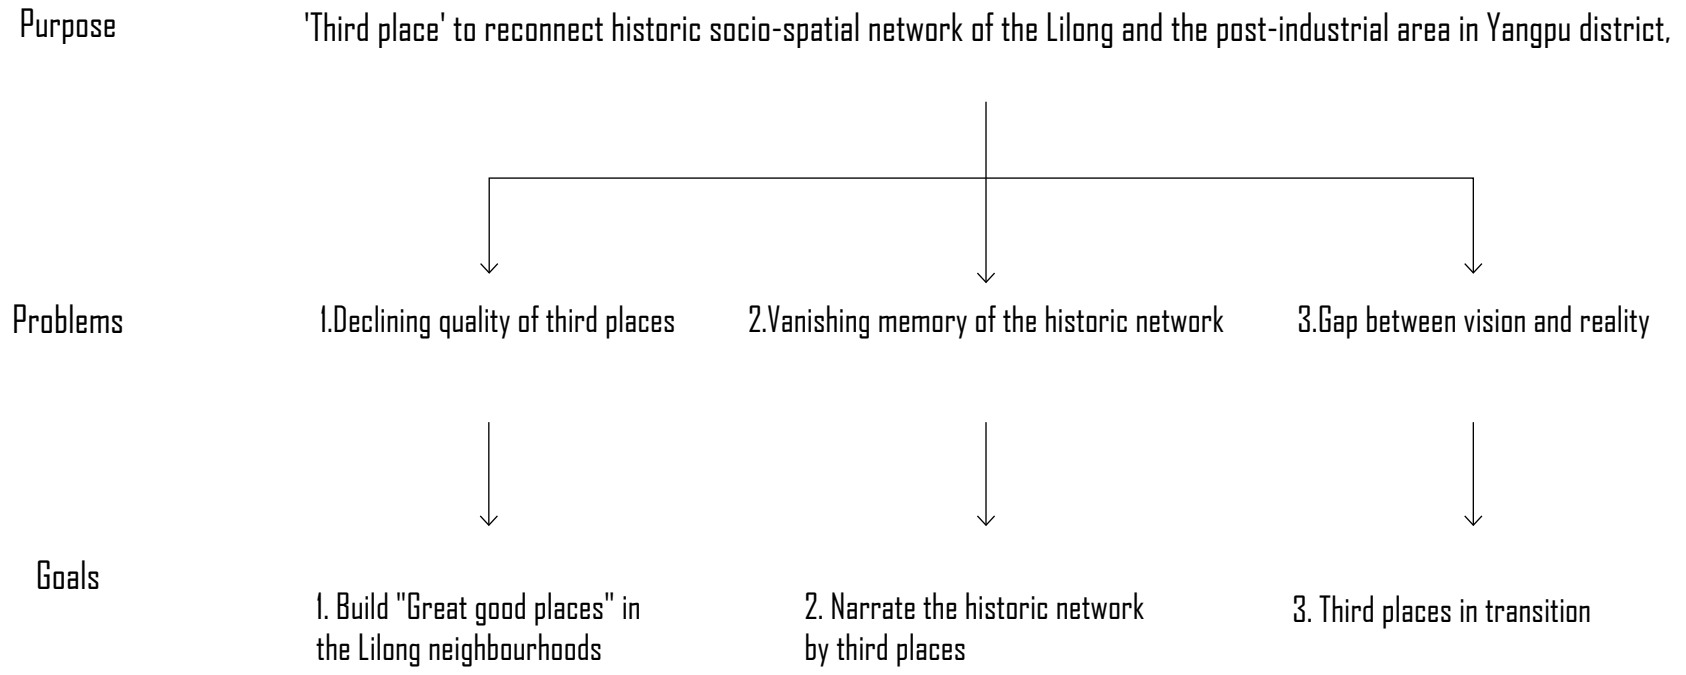 Purpose
'Third place' to reconnect historic socio-spatial network of the Lilong and the post-industrial area in Yangpu district,
Problems
1.Declining quality of third places
2.Vanishing memory of the historic network
3.Gap between vision and reality
Goals
1. Build "Great good places" in
the Lilong neighbourhoods
2. Narrate the historic network
by third places
3. Third places in transition